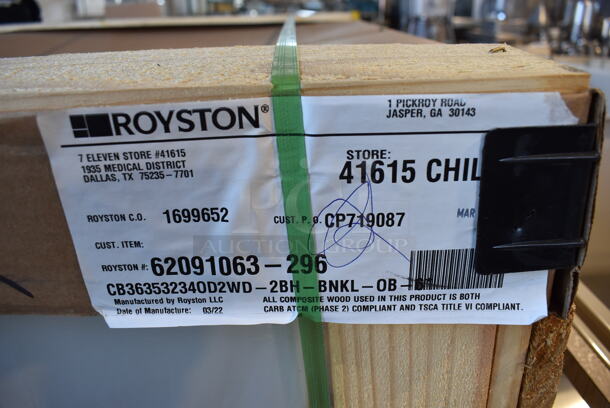 ROYSTON®
1 PICKROY ROAD
JASPER, GA 30143
7 ELEVEN STORE #41615
1935 MEDICAL DISTRICT
DALLAS, TX 75235-7701
STORE:
41615 CHIL
ROYSTON C.O. 1699652
CUST. P.O. CP719087
MAR
CUST. ITEM:
AUCTION GROUP
ROYSTON #: 62091063-296
CB36353234OD2WD-2BH-BNKL-OB-
Manufactured by Royston LLC
Date of Manufacture: 03/22
ALL COMPOSITE WOOD USED IN THIS PRODUCT IS BOTH
CARB ATCM (PHASE 2) COMPLIANT AND TSCA TITLE VI COMPLIANT.